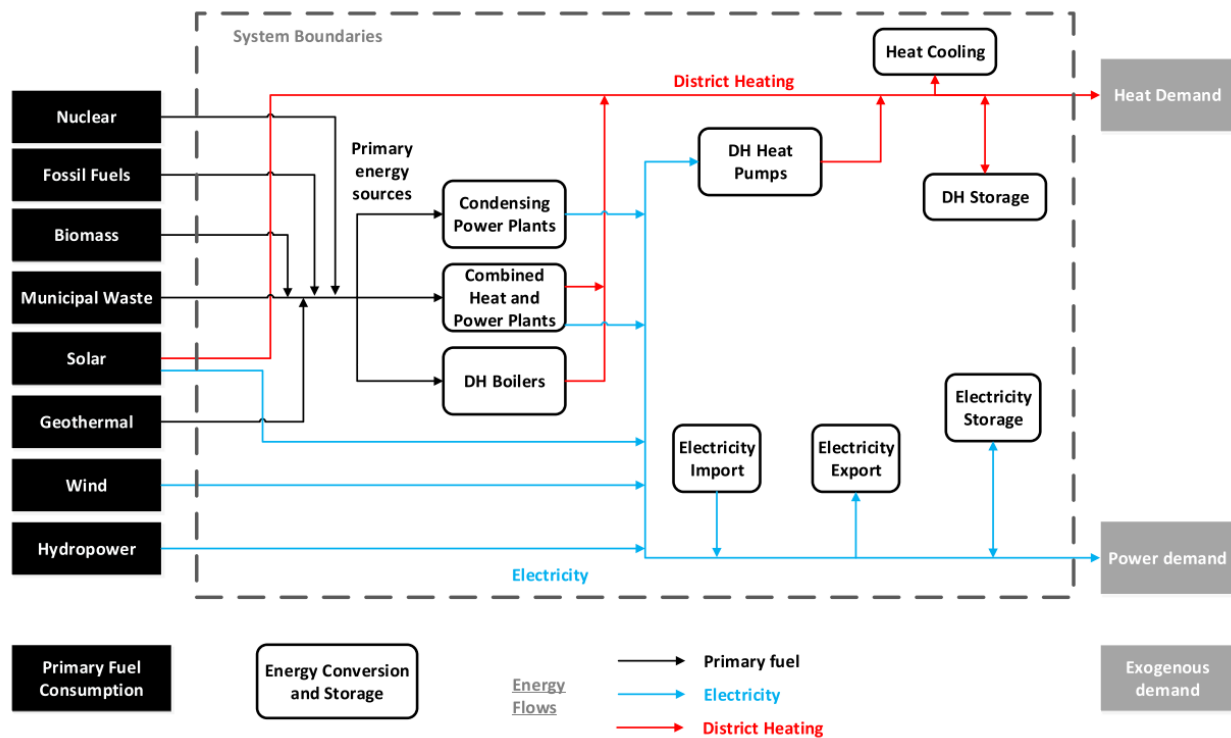 System Boundaries
Heat Cooling
District Heating
Heat Demand
Nuclear
Fossil Fuels
Primary
energy
sources
DH Heat
Pumps
Condensing
Power Plants
DH Storage
Biomass
Municipal Waste
Combined
Heat and
Power Plants
Solar
DH Boilers
Geothermal
Electricity
Storage
Electricity
Import
Electricity
Export
Wind
Hydropower
Electricity
Power demand
Primary Fuel
Consumption
Energy Conversion
and Storage
Energy
Flows
Primary fuel
Electricity
District Heating
Exogenous
demand